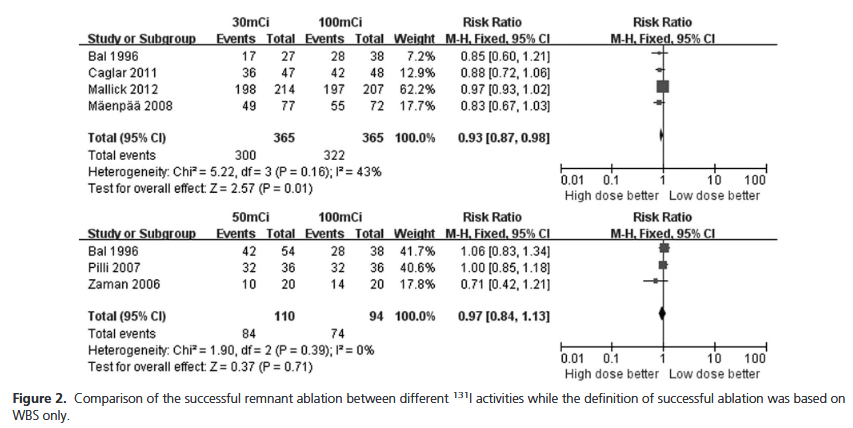 30mCi 100mCi Risk Ratio Risk Ratio
Study or Subgroup Events Total Events Total Weight M-H, Fixed, 95% CI M-H, Fixed, 95% CI
Bal 1996 17 27 28 38 7.2% 0.85 [0.60, 1.21]
Caglar 2011 36 47 42 48 12.9% 0.88 [0.72, 1.06]
Mallick 2012 198 214 197 207 62.2% 0.97 [0.93, 1.02]
Mäenpää 2008 49 77 55 72 17.7% 0.83 [0.67, 1.03]
Total (95% CI) 365 365 100.0% 0.93 [0.87, 0.98]
Total events 300 322
Heterogeneity: Chi² = 5.22, df = 3 (P = 0.16); I² = 43%
Test for overall effect: Z = 2.57 (P = 0.01)
0.01 0.1 1 10 100
High dose better Low dose better
50mCi 100mCi Risk Ratio Risk Ratio
Study or Subgroup Events Total Events Total Weight M-H, Fixed, 95% CI M-H, Fixed, 95% CI
Bal 1996 42 54 28 38 41.7% 1.06 [0.83, 1.34]
Pilli 2007 32 36 32 36 40.6% 1.00 [0.85, 1.18]
Zaman 2006 10 20 14 20 17.8% 0.71 [0.42, 1.21]
Total (95% CI) 110 94 100.0% 0.97 [0.84, 1.13]
Total events 84 74
Heterogeneity: Chi² = 1.90, df = 2 (P = 0.39); I² = 0%
Test for overall effect: Z = 0.37 (P = 0.71)
0.01 0.1 1 10 100
High dose better Low dose better
Figure 2. Comparison of the successful remnant ablation between different ¹³¹I activities while the definition of successful ablation was based on
WBS only.